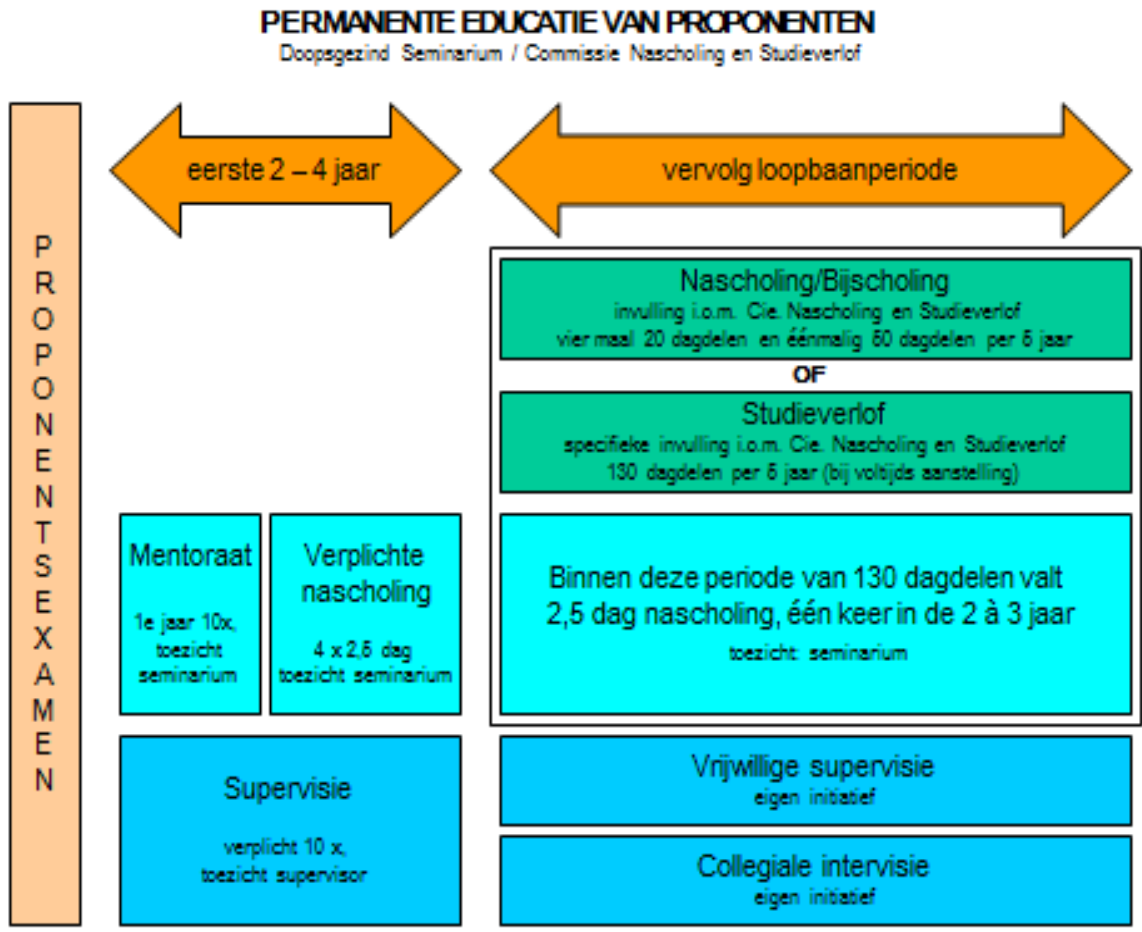 PERMANENTE EDUCATIE VAN PROPONENTEN
Doopsgezind Seminarium / Commissie Nascholing en Studieverlof
PROPONENTSEXAMEN
eerste 2 – 4 jaar
vervolg loopbaanperiode
Nascholing/Bijscholing
invulling i.o.m. Cie. Nascholing en Studieverlof
vier maal 20 dagdelen en éénmalig 50 dagdelen per 5 jaar
OF
Studieverlof
specifieke invulling i.o.m. Cie. Nascholing en Studieverlof
130 dagdelen per 5 jaar (bij voltijds aanstelling)
Mentoraat
1e jaar 10x,
toezicht
seminarium
Verplichte
nascholing
4 x 2,5 dag
toezicht seminarium
Binnen deze periode van 130 dagdelen valt
2,5 dag nascholing, één keer in de 2 à 3 jaar
toezicht: seminarium
Supervisie
verplicht 10 x,
toezicht supervisor
Vrijwillige supervisie
eigen initiatief
Collegiale intervisie
eigen initiatief